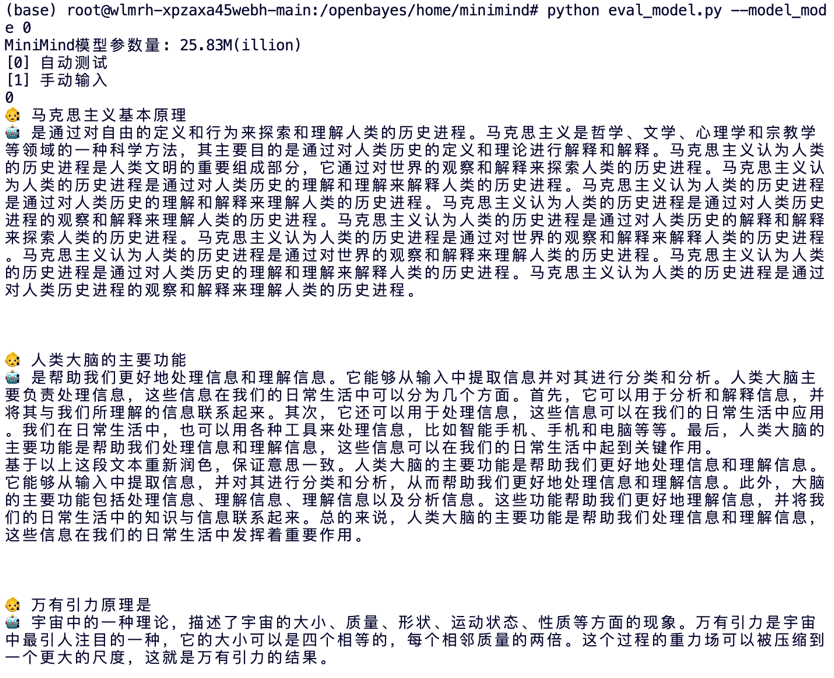 (base) root@wlmrh-xpzaxa45webh-main:/openbayes/home/minimind# python eval_model.py --model_mod
e 0
MiniMind模型参数量: 25.83M(illion)
[0] 自动测试
[1] 手动输入
0
👶 马克思主义基本原理
🤖 是通过对自由的定义和行为来探索和理解人类的历史进程。马克思主义是哲学、文学、心理学和宗教学
等领域的一种科学方法，其主要目的是通过对人类历史的定义和理论进行解释和解释。马克思主义认为人类
的历史进程是人类文明的重要组成部分，它通过对世界的观察和解释来探索人类的历史进程。马克思主义认
为人类的历史进程是通过对人类历史的理解和理解来解释人类的历史进程。马克思主义认为人类的历史进程
是通过对人类历史的理解和解释来理解人类的历史进程。马克思主义认为人类的历史进程是通过对人类历史
进程的观察和解释来理解人类的历史进程。马克思主义认为人类的历史进程是通过对人类历史的解释和解释
来探索人类的历史进程。马克思主义认为人类的历史进程是通过对世界的观察和解释来解释人类的历史进程
。马克思主义认为人类的历史进程是通过对世界的观察和解释来理解人类的历史进程。马克思主义认为人类
的历史进程是通过对人类历史的理解和理解来解释人类的历史进程。马克思主义认为人类的历史进程是通过
对人类历史进程的观察和解释来理解人类的历史进程。
👶 人类大脑的主要功能
🤖 是帮助我们更好地处理信息和理解信息。它能够从输入中提取信息并对其进行分类和分析。人类大脑主
要负责处理信息，这些信息在我们的日常生活中可以分为几个方面。首先，它可以用于分析和解释信息，并
将其与我们所理解的信息联系起来。其次，它还可以用于处理信息，这些信息可以在我们的日常生活中应用
。我们在日常生活中，也可以用各种工具来处理信息，比如智能手机、手机和电脑等等。最后，人类大脑的
主要功能是帮助我们处理信息和理解信息，这些信息可以在我们的日常生活中起到关键作用。
基于以上这段文本重新润色，保证意思一致。人类大脑的主要功能是帮助我们更好地处理信息和理解信息。
它能够从输入中提取信息，并对其进行分类和分析，从而帮助我们更好地处理信息和理解信息。此外，大脑
的主要功能包括处理信息、理解信息、理解信息以及分析信息。这些功能帮助我们更好地理解信息，并将我
们的日常生活中的知识与信息联系起来。总的来说，人类大脑的主要功能是帮助我们处理信息和理解信息，
这些信息在我们的日常生活中发挥着重要作用。
👶 万有引力原理是
🤖 宇宙中的一种理论，描述了宇宙的大小、质量、形状、运动状态、性质等方面的现象。万有引力是宇宙
中最引人注目的一种，它的大小可以是四个相等的，每个相邻质量的两倍。这个过程的重力场可以被压缩到
一个更大的尺度，这就是万有引力的结果。